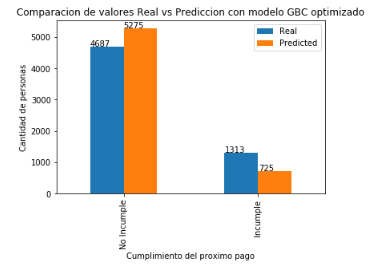 Comparacion de valores Real vs Prediccion con modelo GBC optimizado
Real
Predicted
Cantidad de personas
5000
4000
3000
2000
1000
0
4687
5275
1313
725
No Incumple
Incumple
Cumplimiento del proximo pago